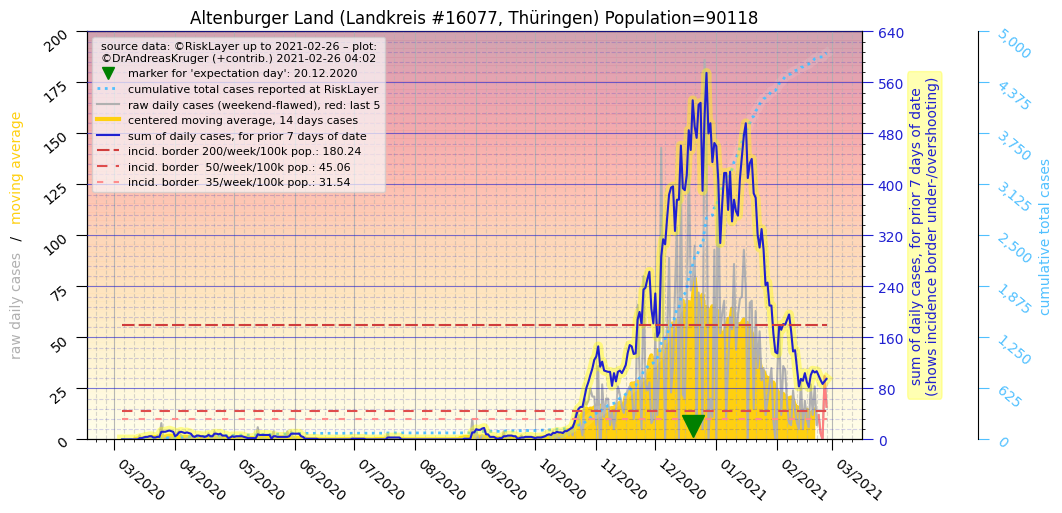 Altenburger Land (Landkreis #16077, Thüringen) Population=90118
source data: ©RiskLayer up to 2021-02-26 – plot:
©DrAndreasKruger (+contrib.) 2021-02-26 04:02
marker for 'expectation day': 20.12.2020
cumulative total cases reported at RiskLayer
raw daily cases (weekend-flawed), red: last 5
centered moving average, 14 days cases
sum of daily cases, for prior 7 days of date
incid. border 200/week/100k pop.: 180.24
incid. border  50/week/100k pop.: 45.06
incid. border  35/week/100k pop.: 31.54
raw daily cases  /  moving average
200
175
150
125
100
75
50
25
0
03/2020
04/2020
05/2020
06/2020
07/2020
08/2020
09/2020
10/2020
11/2020
12/2020
01/2021
02/2021
03/2021
640
560
480
400
320
240
160
80
0
sum of daily cases, for prior 7 days of date
(shows incidence border under-/overshooting)
5,000
4,375
3,750
3,125
2,500
1,875
1,250
625
0
cumulative total cases